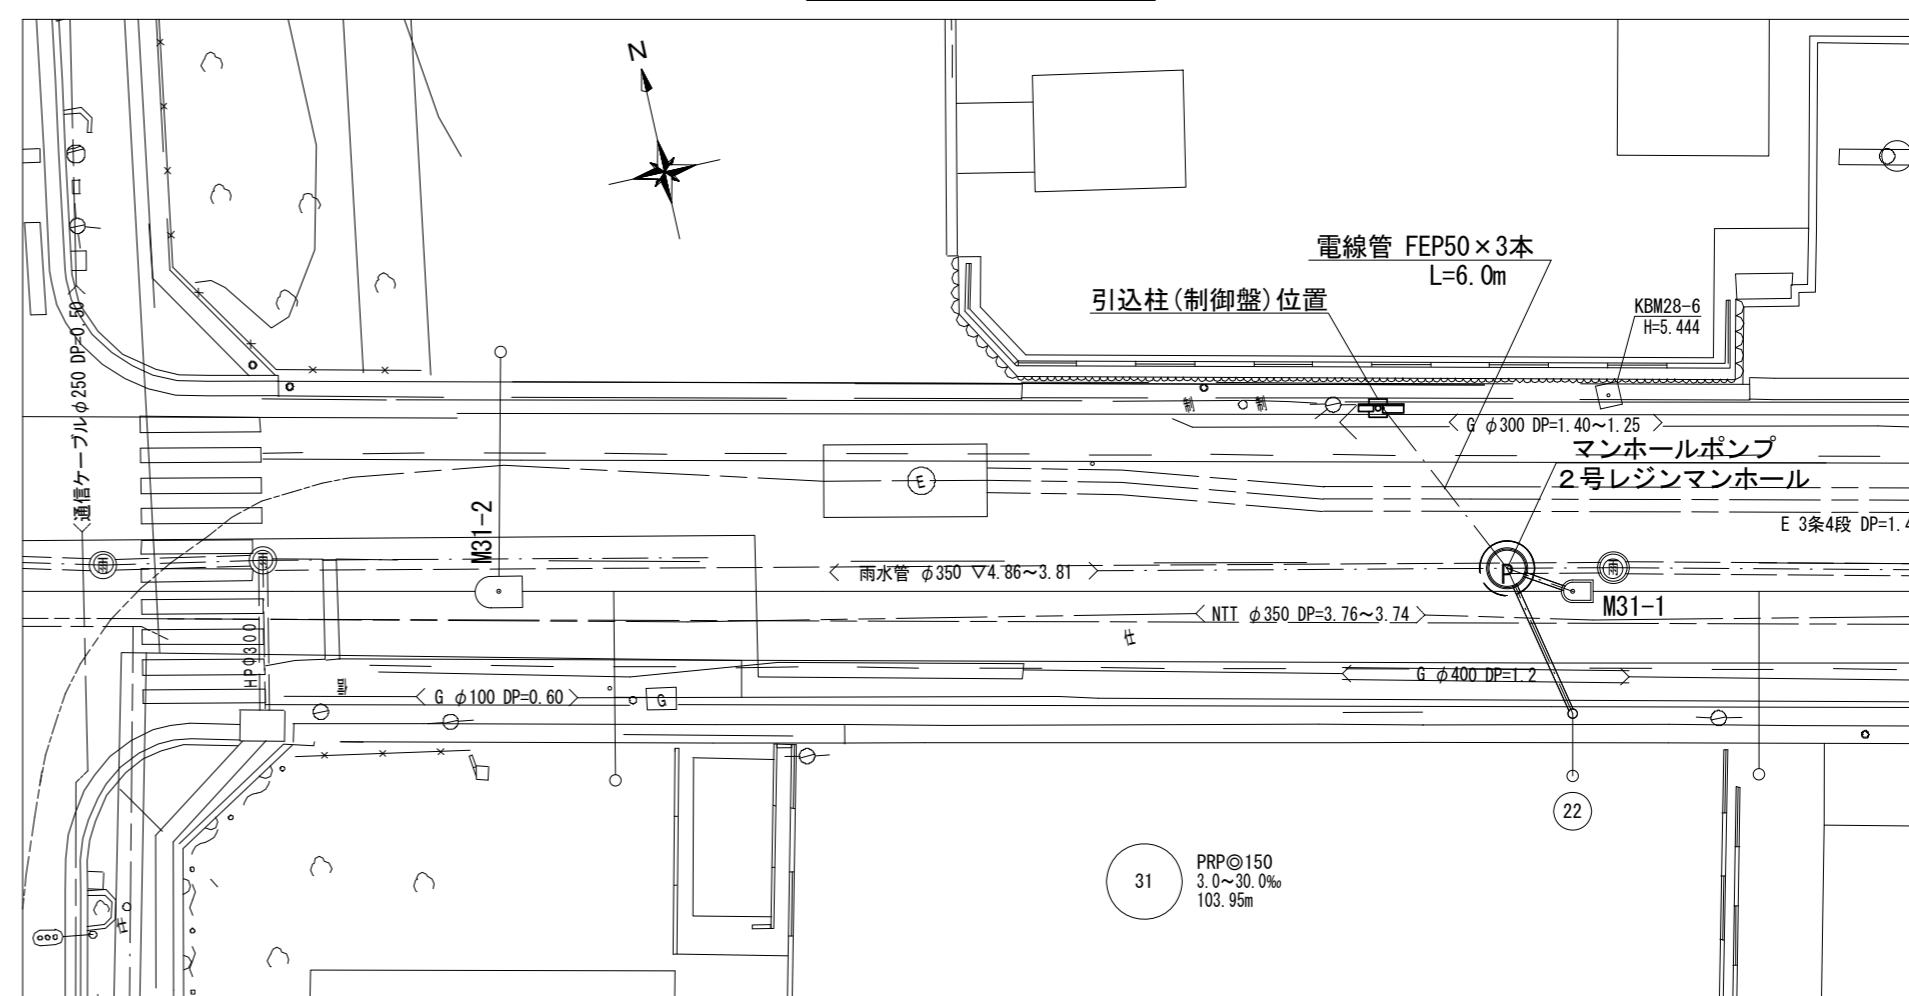 N
電線管 FEP50×3本
L=6.0m
引込柱(制御盤)位置
KBM28-6
H=5.444
通信ケーブルφ250 DP=0.50
制
制
G φ300 DP=1.40～1.25
マンホールポンプ
2号レジンマンホール
E
E 3条4段 DP=1.4
M31-2
雨
雨
雨水管 φ350 ▽4.86～3.81
P
雨
M31-1
NTT φ350 DP=3.76～3.74
仕
HPφ300
G φ400 DP=1.2
G φ100 DP=0.60
G
22
31
PRP◎150
3.0～30.0‰
103.95m
仕